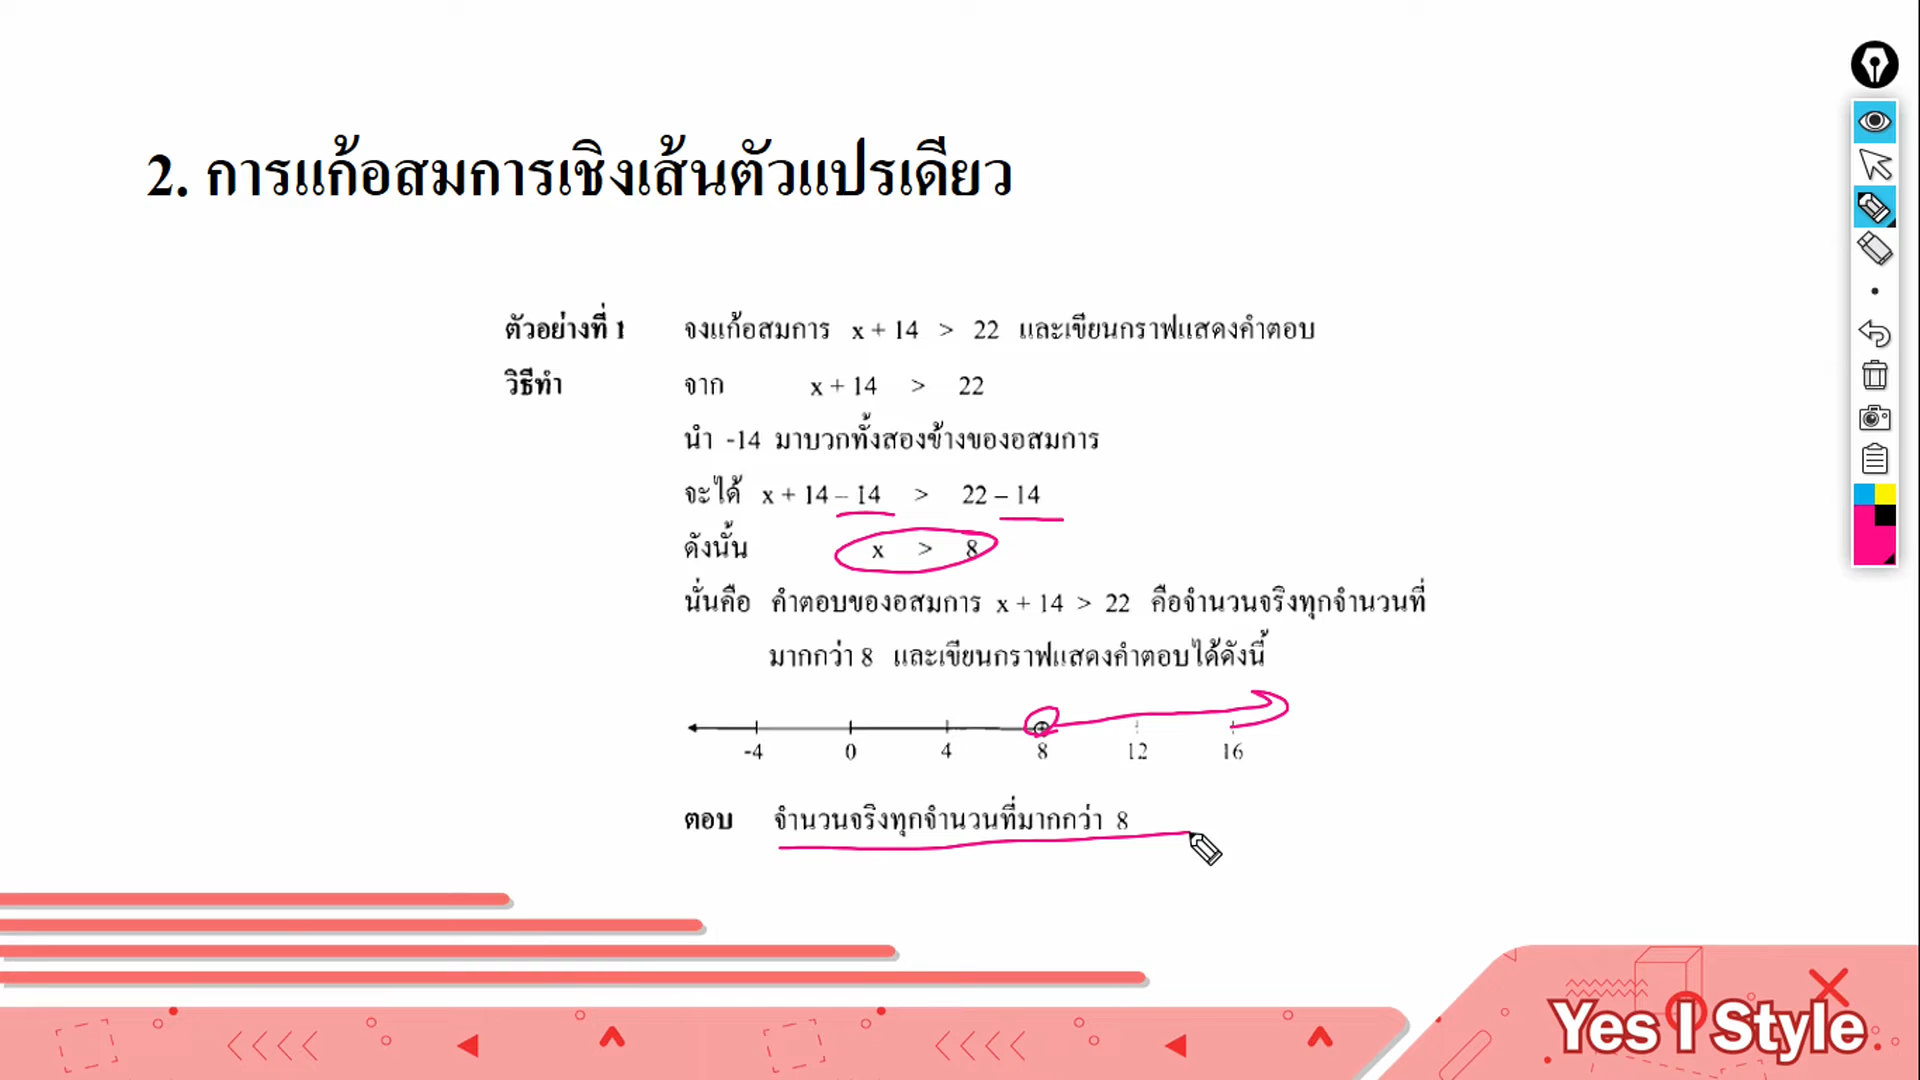 2. การแก้อสมการเชิงเส้นตัวแปรเดียว
ตัวอย่างที่ 1 จงแก้อสมการ x + 14 > 22 และเขียนกราฟแสดงคำตอบ
วิธีทำ จาก x + 14 > 22
นำ -14 มาบวกทั้งสองข้างของอสมการ
จะได้ x + 14 – 14 > 22 – 14
ดังนั้น x > 8
นั่นคือ คำตอบของอสมการ x + 14 > 22 คือจำนวนจริงทุกจำนวนที่
มากกว่า 8 และเขียนกราฟแสดงคำตอบได้ดังนี้
-4 0 4 8 12 16
ตอบ จำนวนจริงทุกจำนวนที่มากกว่า 8
Yes I Style